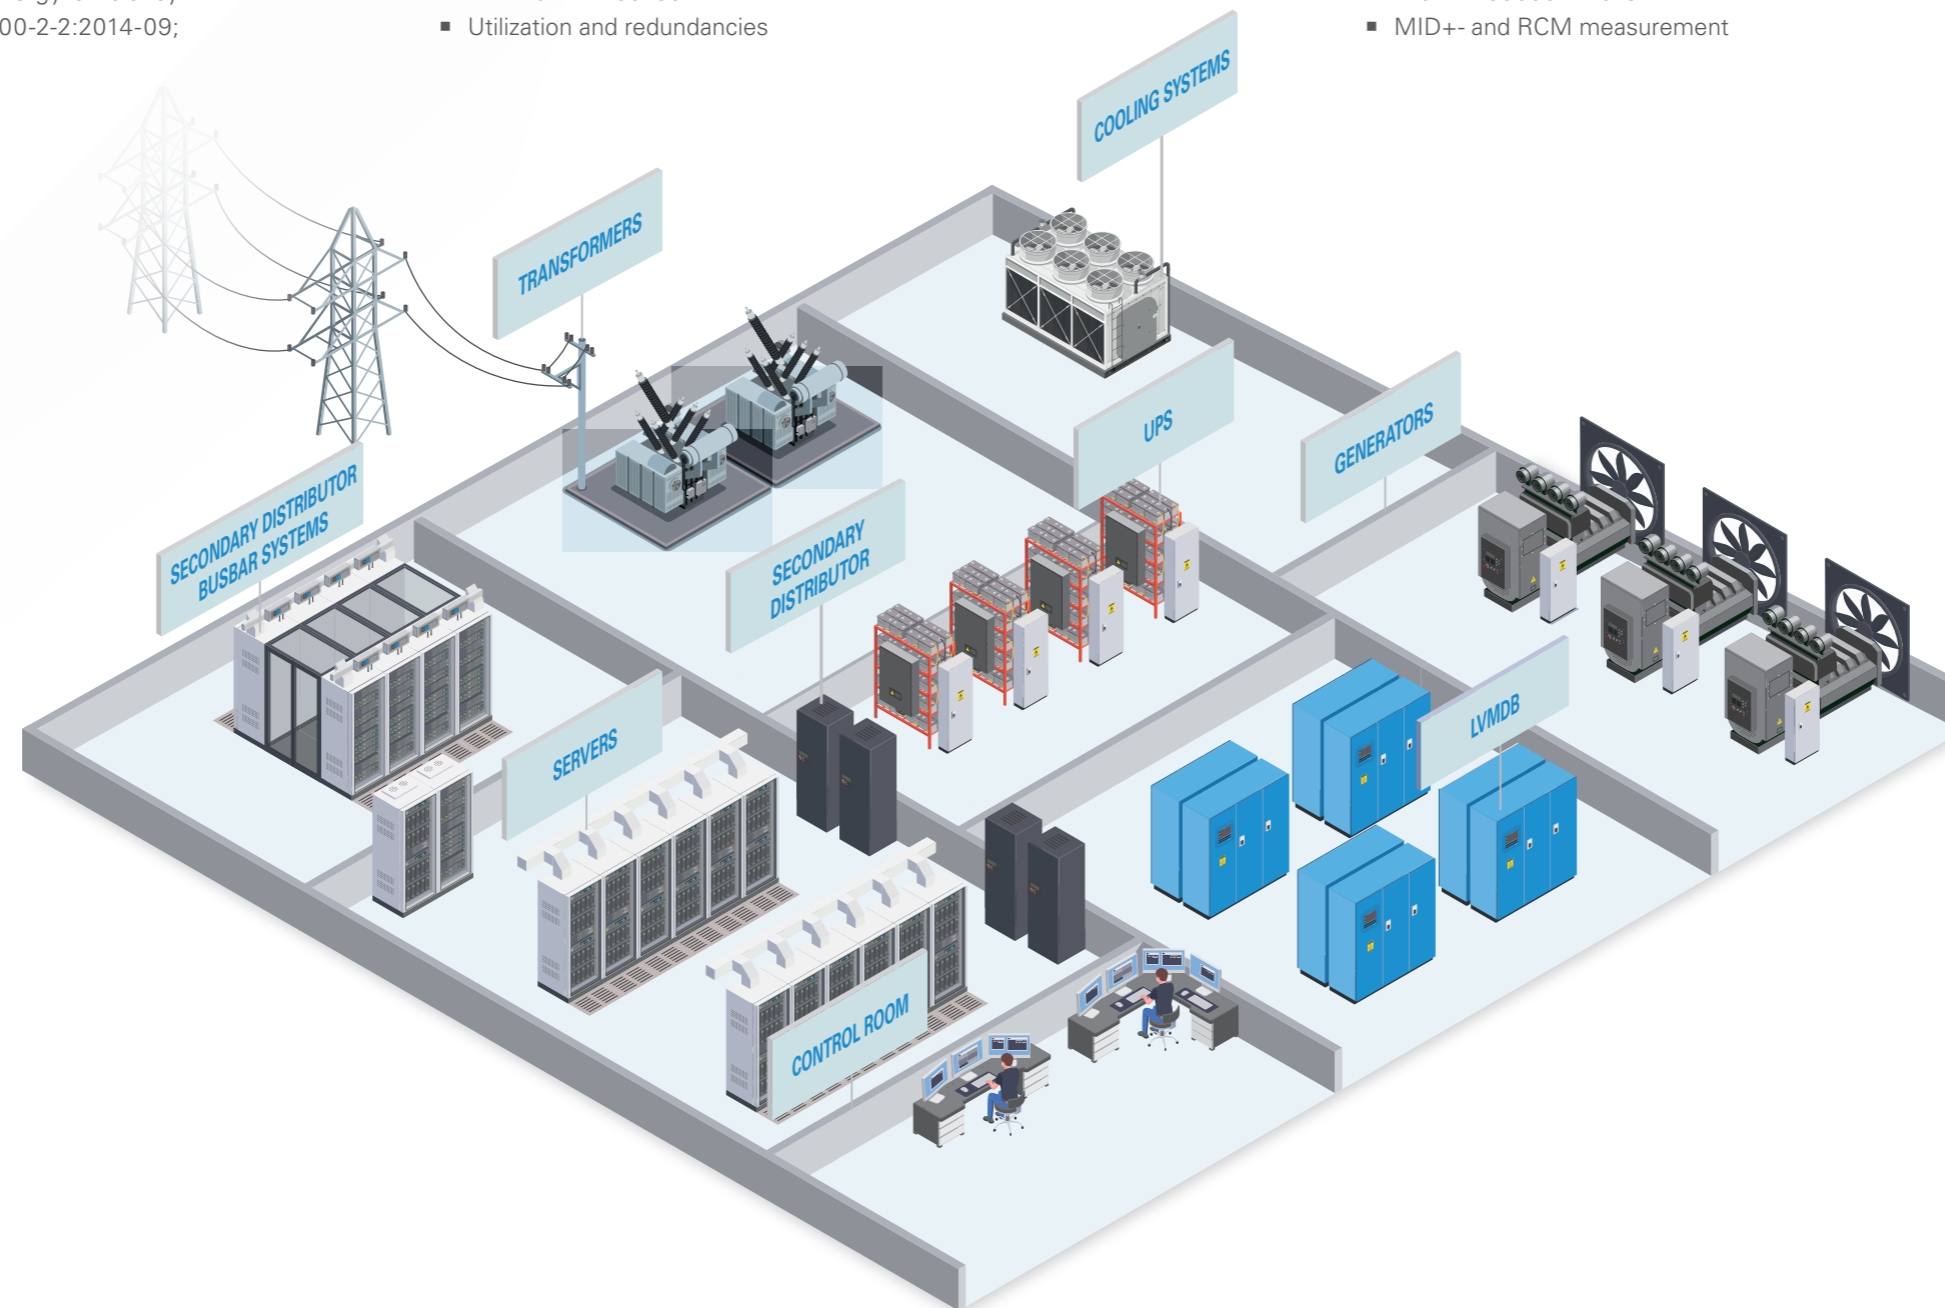 00-2-2:2014-09;
■ Utilization and redundancies
■ MID+- and RCM measurement
COOLING SYSTEMS
TRANSFORMERS
UPS
GENERATORS
SECONDARY DISTRIBUTOR
BUSBAR SYSTEMS
SECONDARY
DISTRIBUTOR
SERVERS
LVMDB
CONTROL ROOM